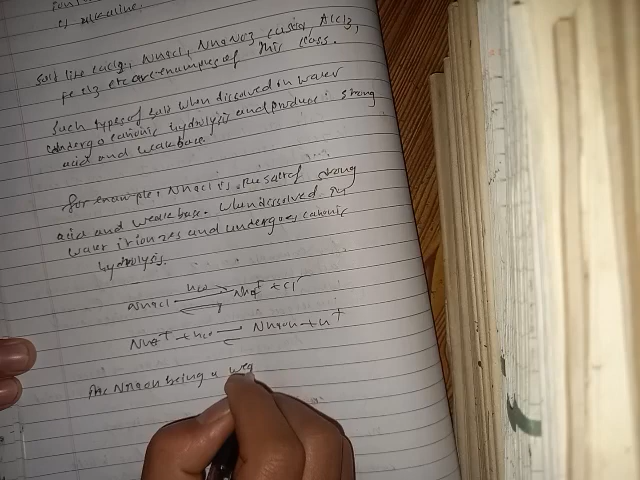 c) alkaline.
Salt like CuCl2, NH4Cl, NH4NO3, CuSO4, AlCl3,
FeCl3 etc are examples of this class.
Such types of salt when dissolved in water
undergo cationic hydrolysis and produce strong
acid and weak base.
for example, NH4Cl is the salt of strong
acid and weak base. When dissolved in
water it ionizes and undergoes cationic
hydrolysis.
NH4Cl H2O ⇌ NH4+ + Cl-
NH4+ + H2O ⇌ NH4OH + H+
The NH4OH being a wea